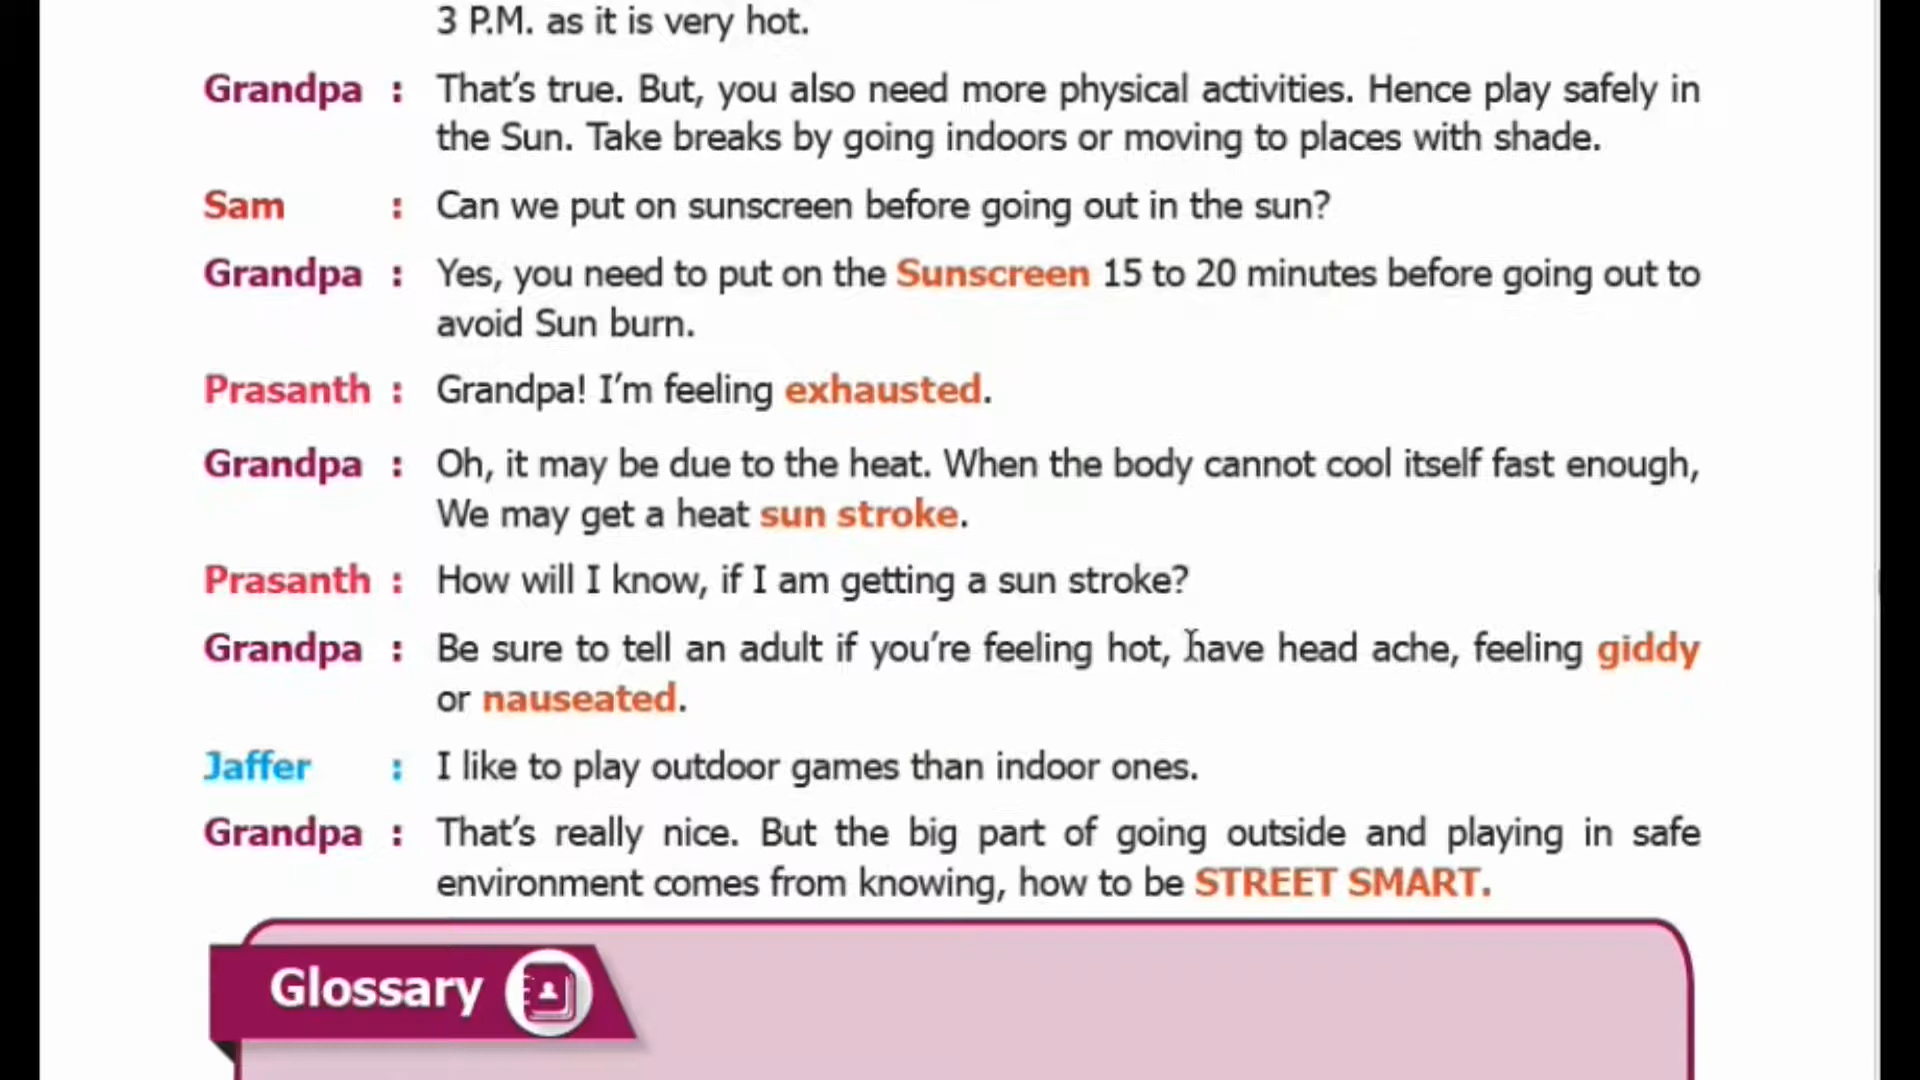 3 P.M. as it is very hot.
Grandpa : That's true. But, you also need more physical activities. Hence play safely in
the Sun. Take breaks by going indoors or moving to places with shade.
Sam : Can we put on sunscreen before going out in the sun?
Grandpa : Yes, you need to put on the Sunscreen 15 to 20 minutes before going out to
avoid Sun burn.
Prasanth : Grandpa! I'm feeling exhausted.
Grandpa : Oh, it may be due to the heat. When the body cannot cool itself fast enough,
We may get a heat sun stroke.
Prasanth : How will I know, if I am getting a sun stroke?
Grandpa : Be sure to tell an adult if you're feeling hot, have head ache, feeling giddy
or nauseated.
Jaffer : I like to play outdoor games than indoor ones.
Grandpa : That's really nice. But the big part of going outside and playing in safe
environment comes from knowing, how to be STREET SMART.
Glossary